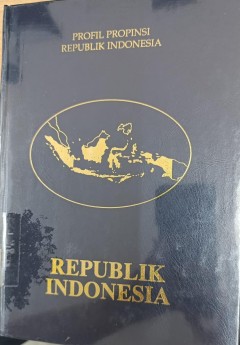 PROFIL PROPINSI
REPUBLIK INDONESIA
REPUBLIK
INDONESIA